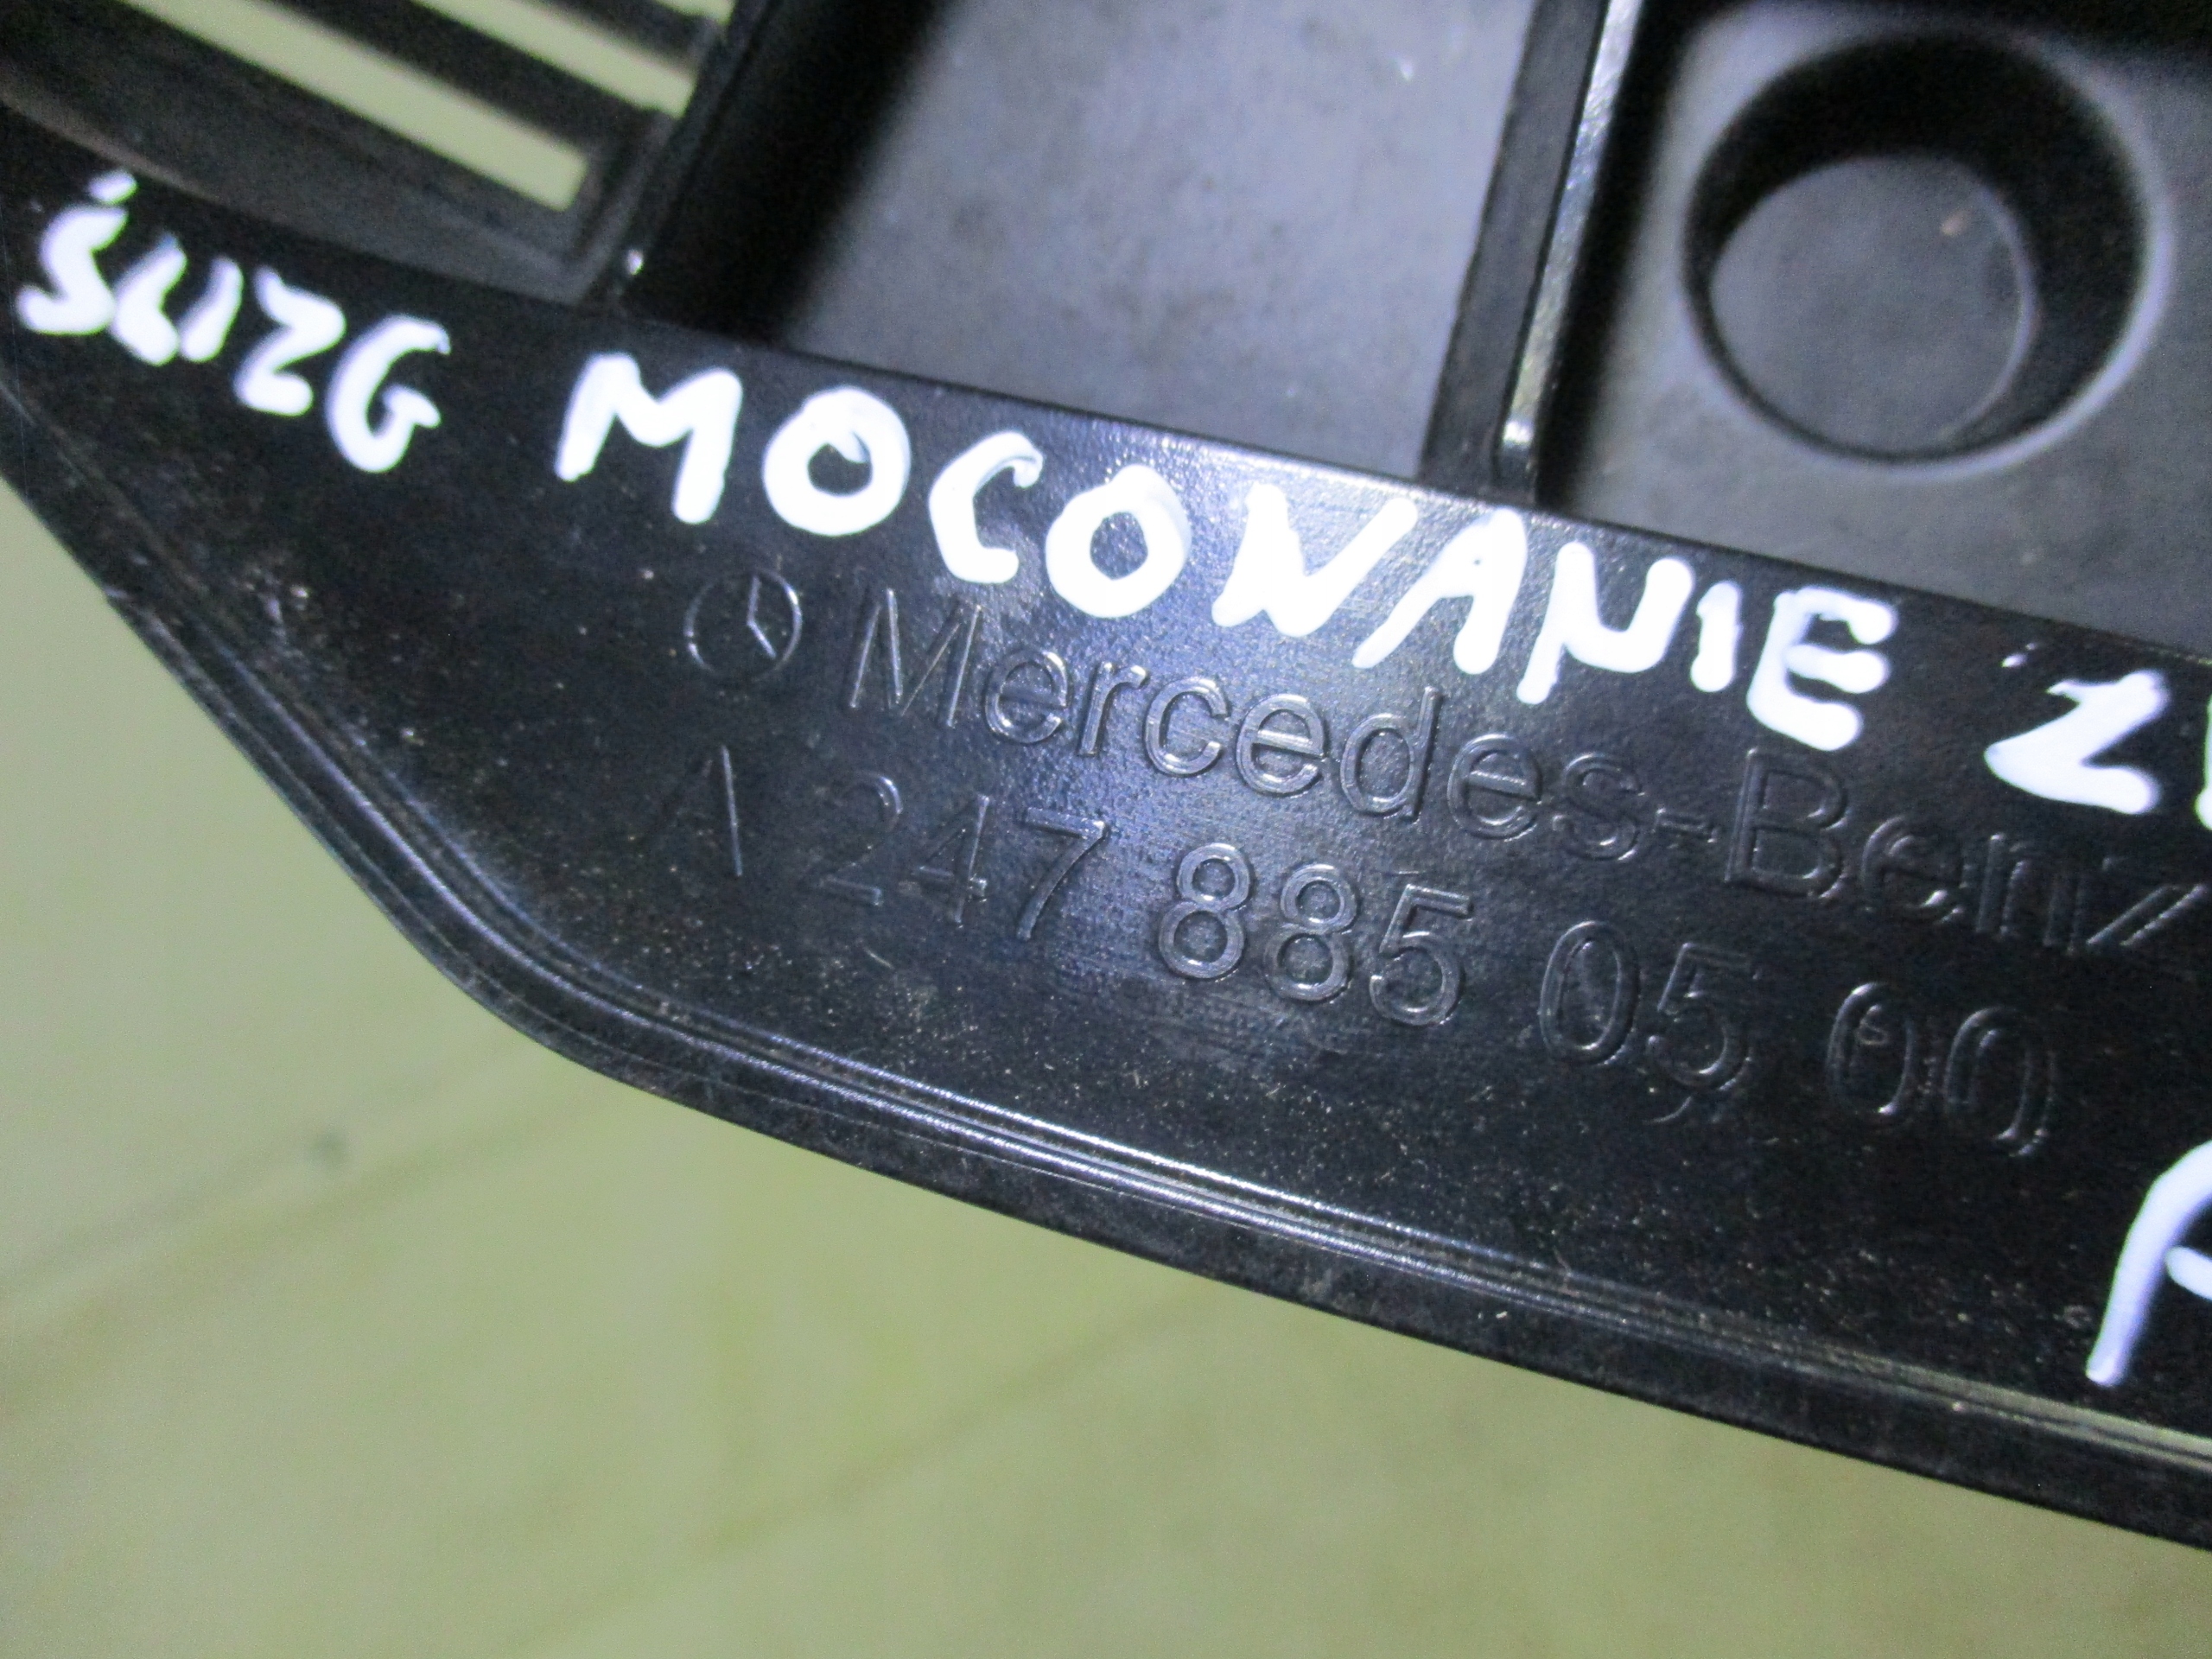 ŚLIZG MOCOWANIE
Mercedes-Benz
A 247 885 05 00